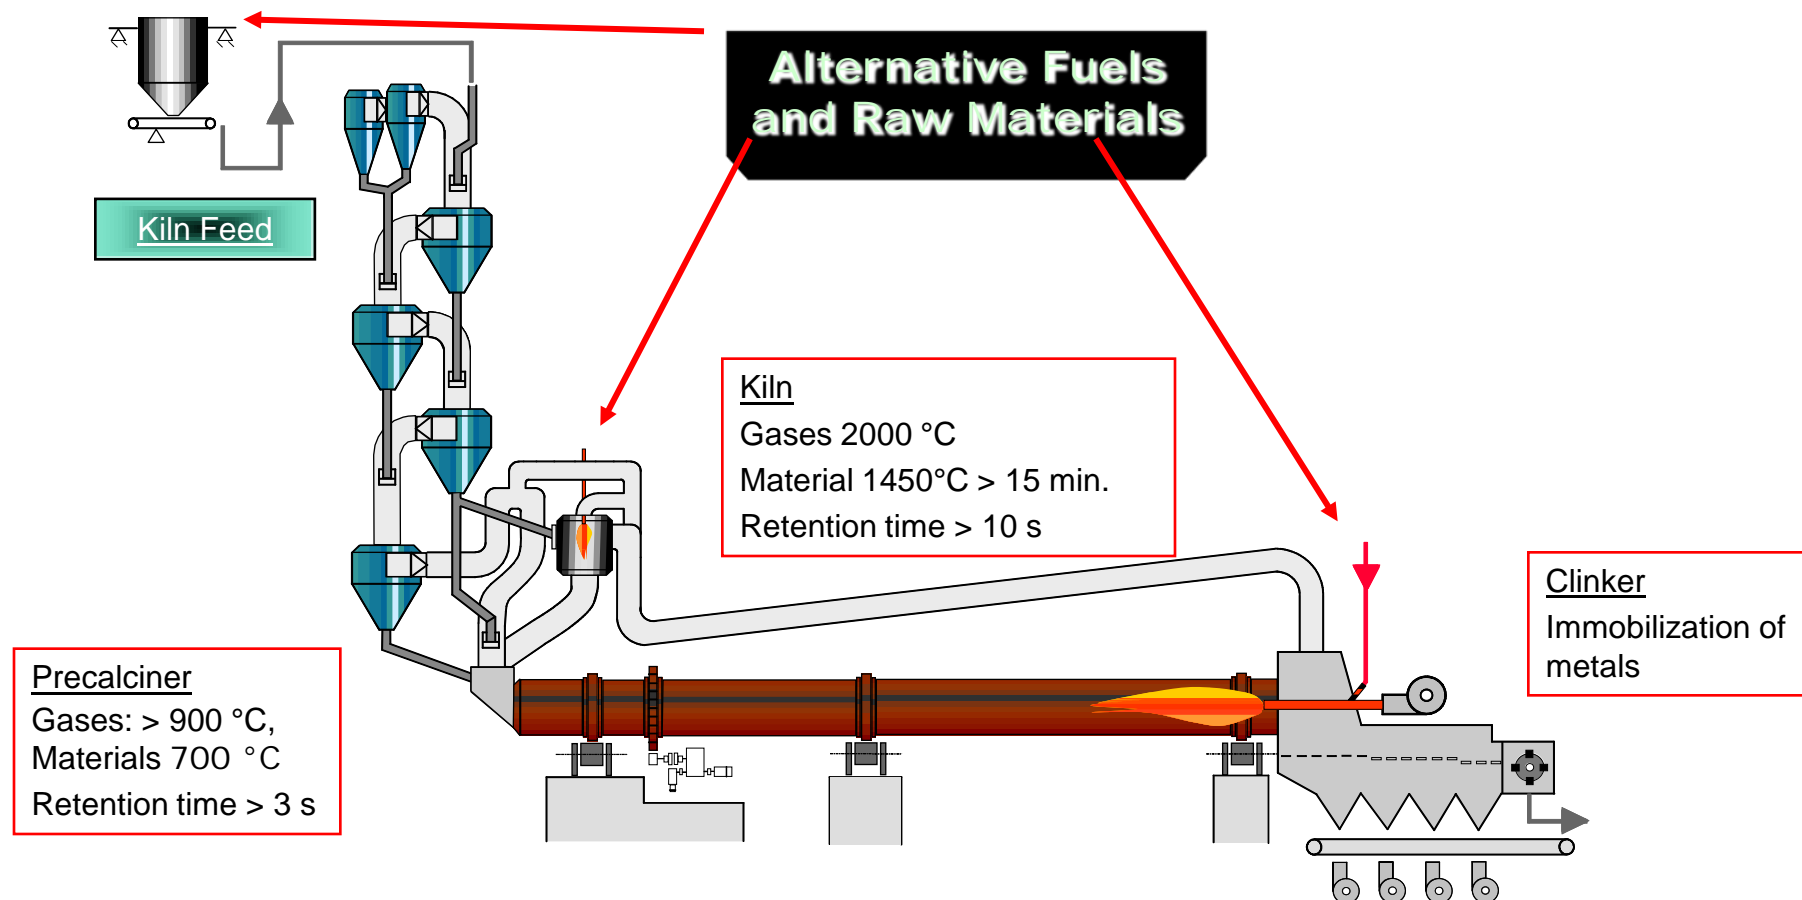 Alternative Fuels
and Raw Materials
Kiln Feed
Kiln
Gases 2000 °C
Material 1450°C > 15 min.
Retention time > 10 s
Clinker
Immobilization of
metals
Precalciner
Gases: > 900 °C,
Materials 700 °C
Retention time > 3 s